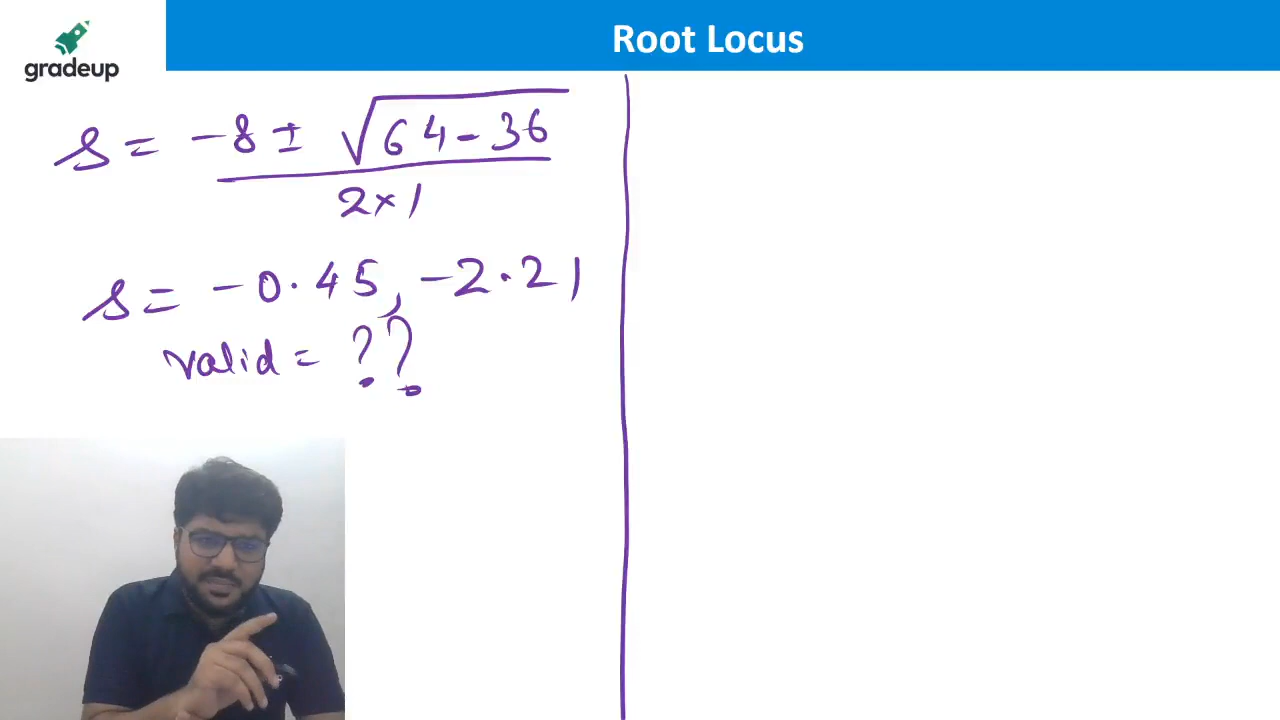 gradeup
Root Locus
s = -8 ± √64-36
2×1
s = -0.45, -2.21
valid = ??